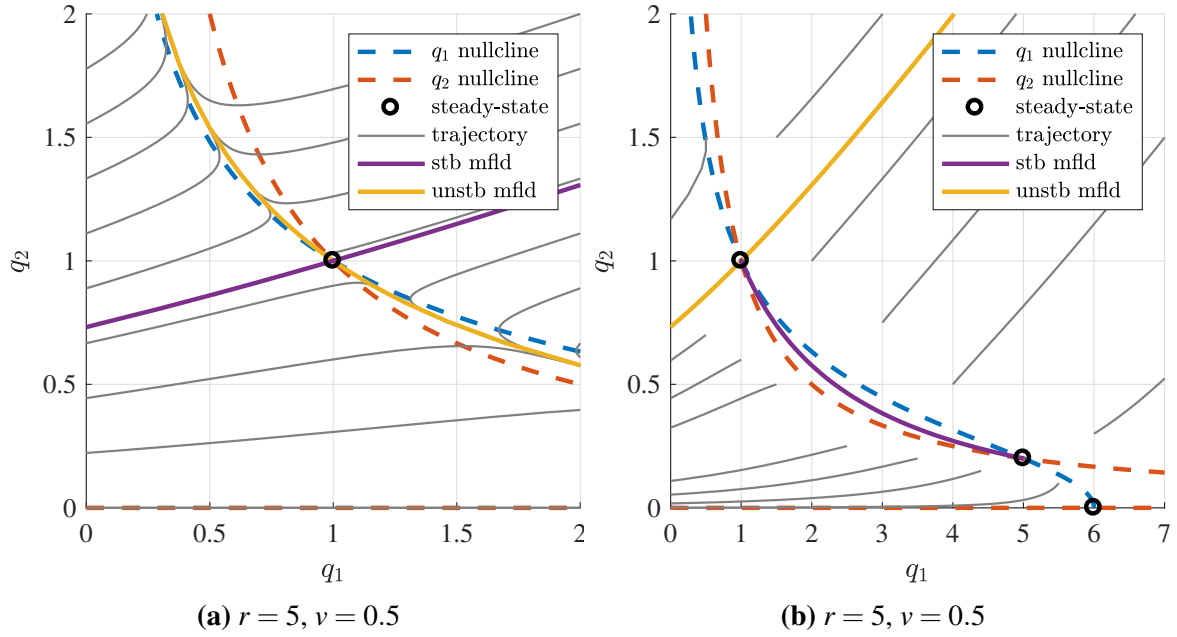 2
1.5
1
0.5
0
q2
0
0.5
1
1.5
2
q1
q1 nullcline
q2 nullcline
steady-state
trajectory
stb mfld
unstb mfld
(a) r = 5, v = 0.5
2
1.5
1
0.5
0
q2
0
1
2
3
4
5
6
7
q1
q1 nullcline
q2 nullcline
steady-state
trajectory
stb mfld
unstb mfld
(b) r = 5, v = 0.5